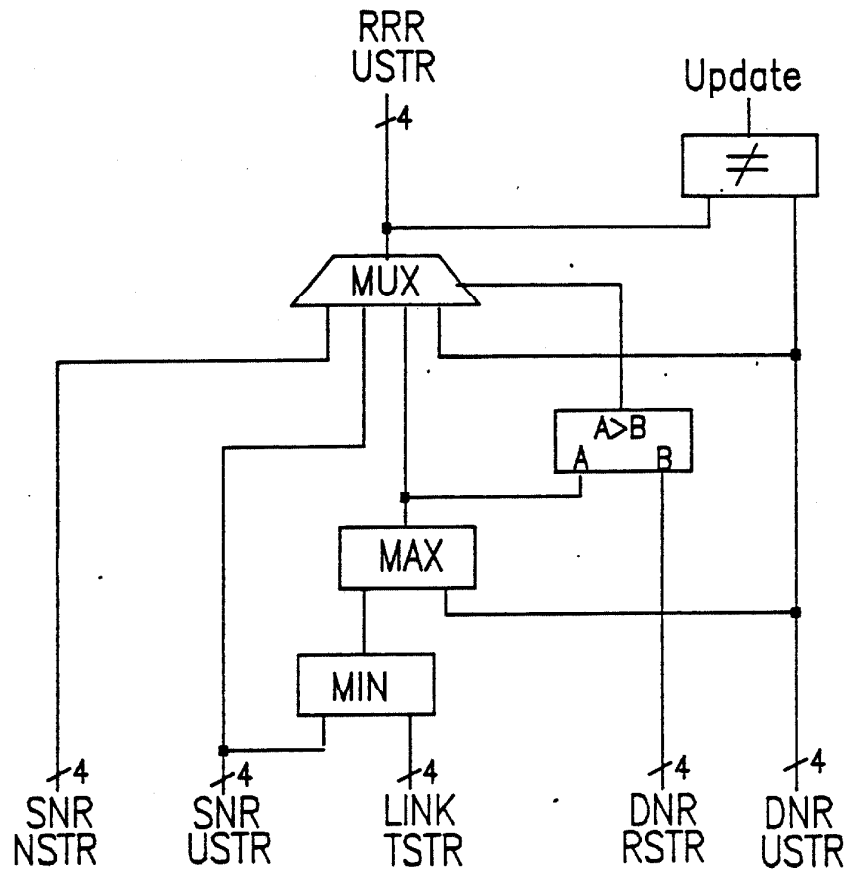 RRR
USTR
Update
4
≠
MUX
A>B
A B
MAX
MIN
4 4 4 4 4
SNR SNR LINK DNR DNR
NSTR USTR TSTR RSTR USTR